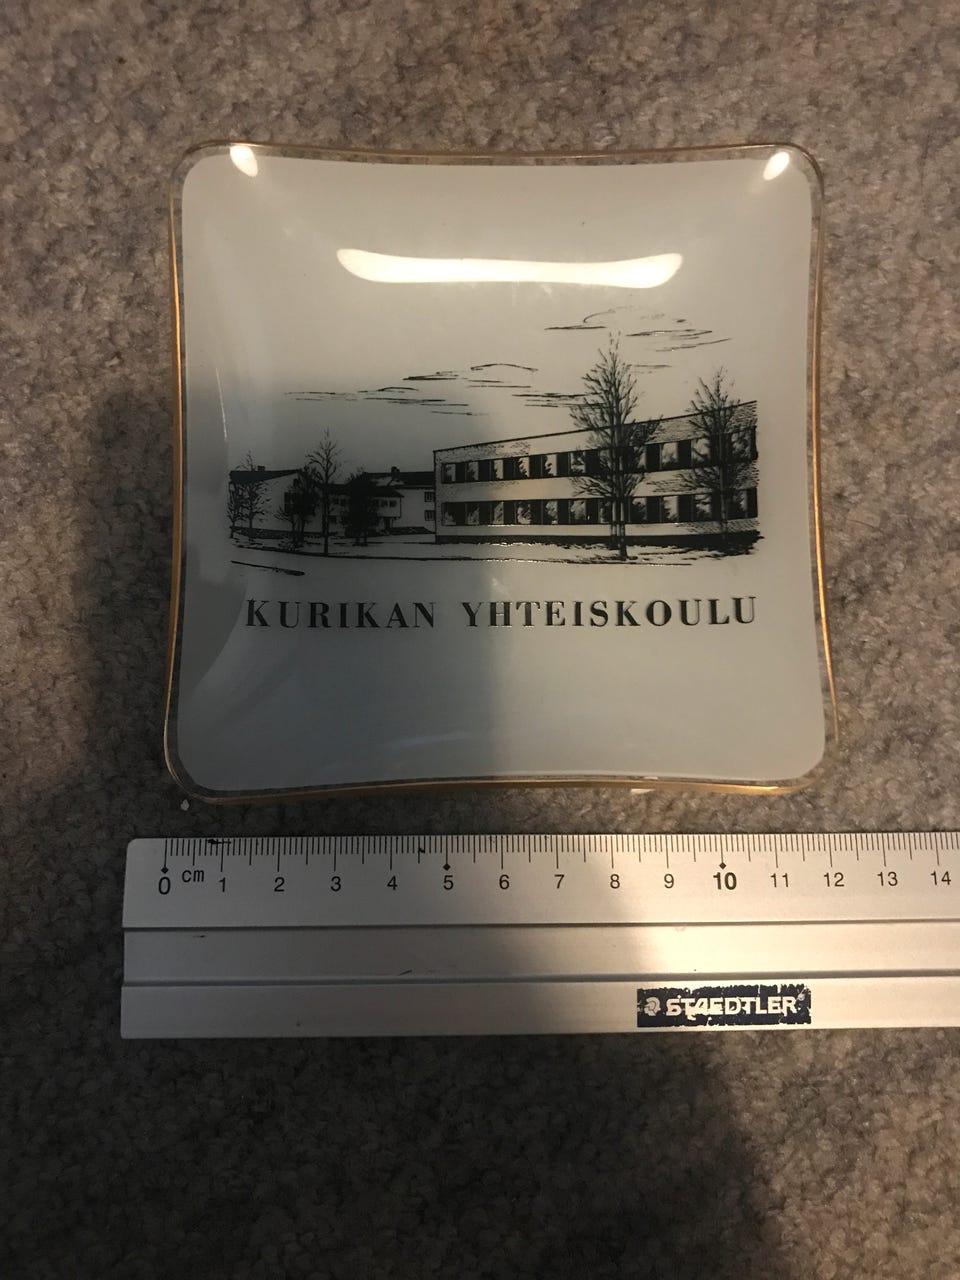 KURIKAN YHTEISKOULU
0 cm 1 2 3 4 5 6 7 8 9 10 11 12 13 14
STAEDTLER